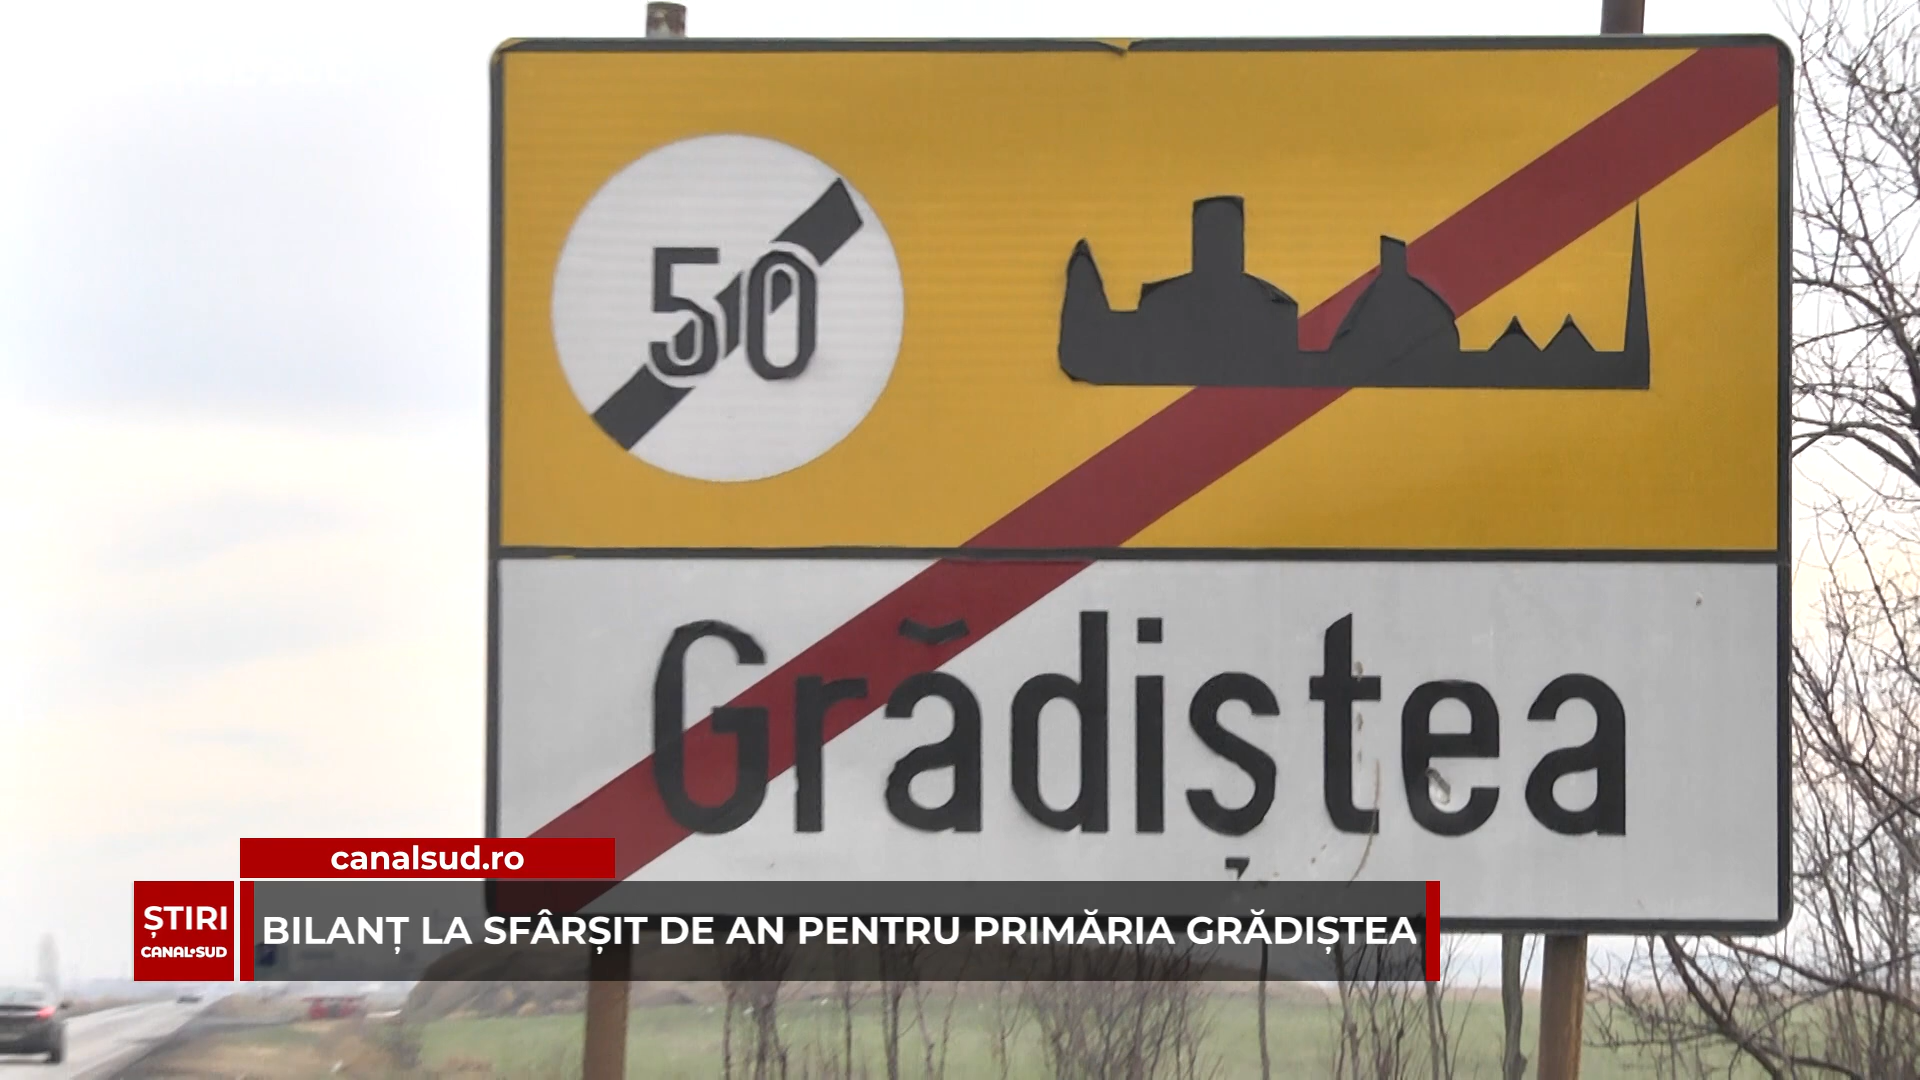 50
Grădiștea
canalsud.ro
ȘTIRI
CANAL•SUD
BILANȚ LA SFÂRȘIT DE AN PENTRU PRIMĂRIA GRĂDIȘTEA